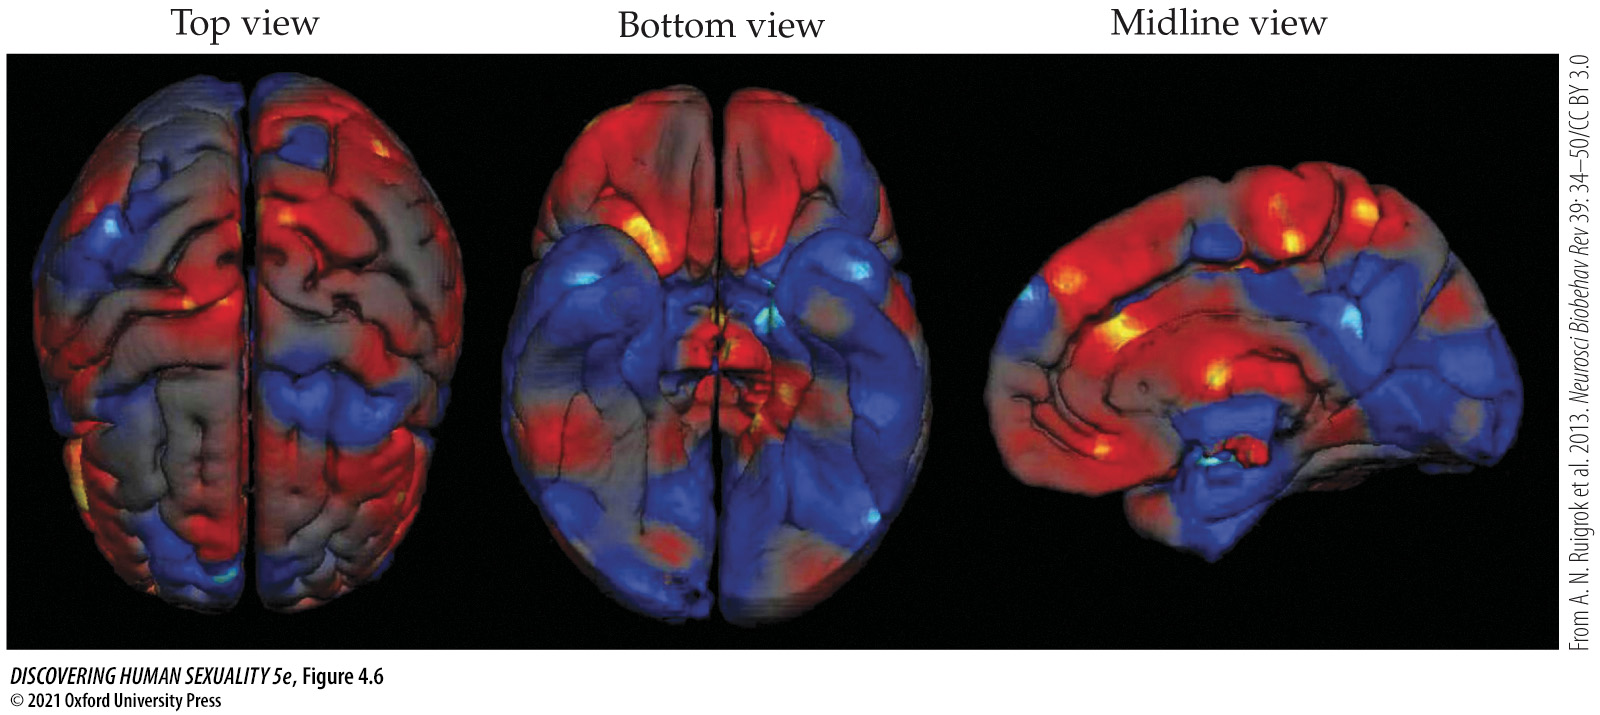 Top view
Bottom view
Midline view
From A. N. Ruigrok et al. 2013. Neurosci Biobehav Rev 39: 34–50/CC BY 3.0
DISCOVERING HUMAN SEXUALITY 5e, Figure 4.6
© 2021 Oxford University Press